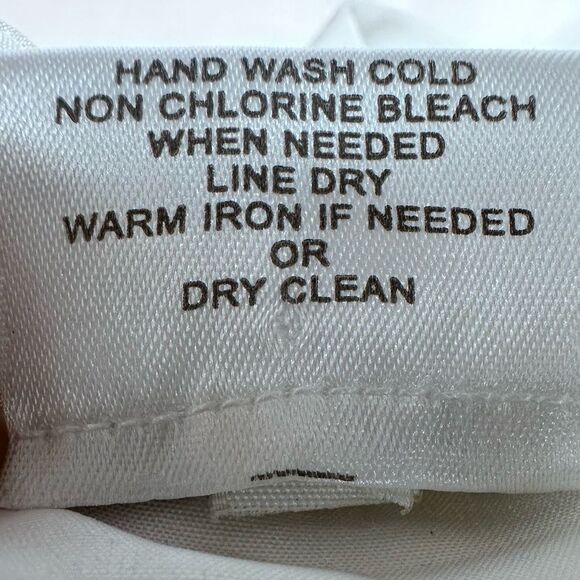 HAND WASH COLD
NON CHLORINE BLEACH
WHEN NEEDED
LINE DRY
WARM IRON IF NEEDED
OR
DRY CLEAN